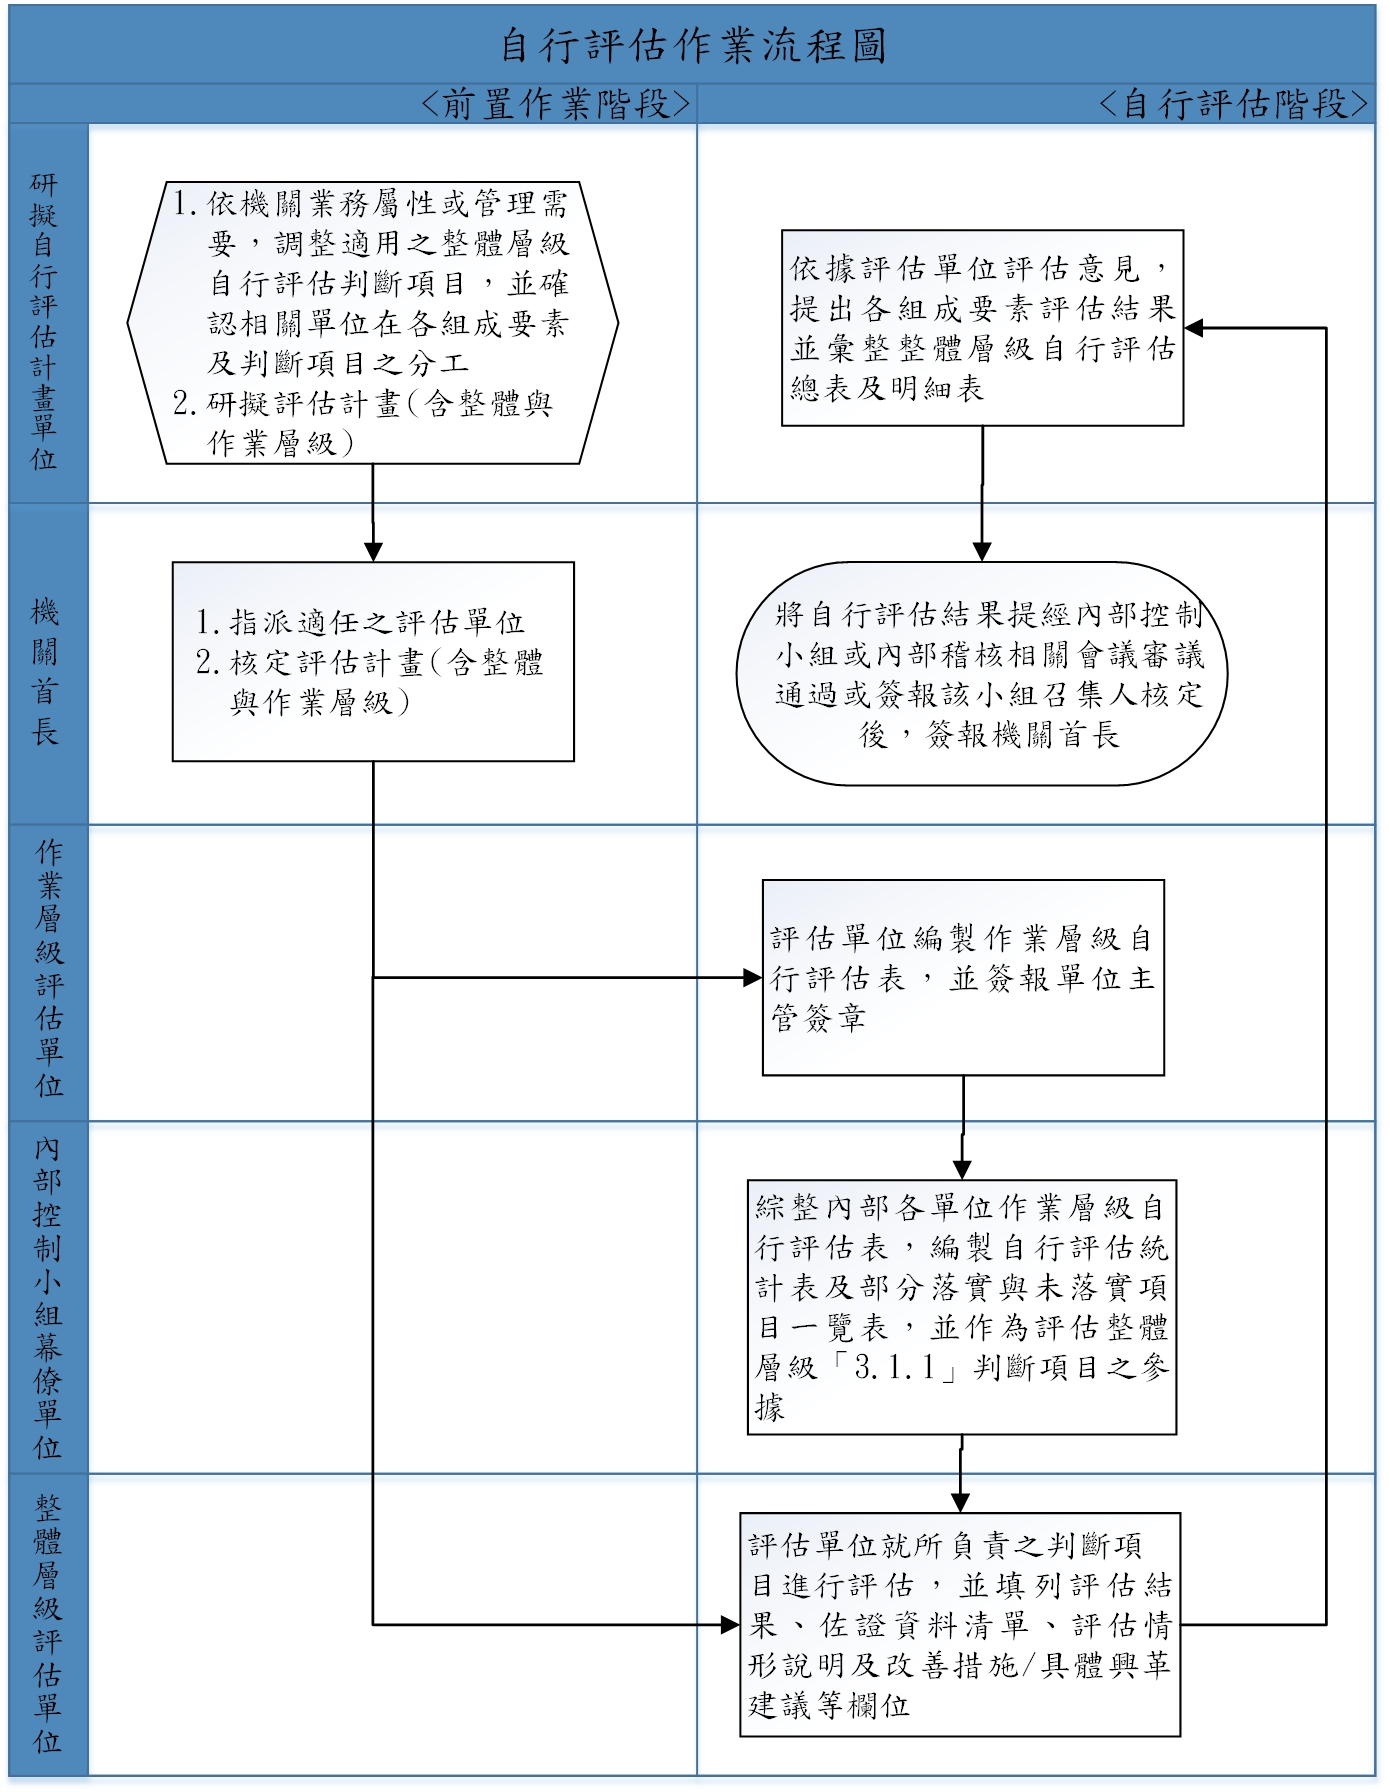 自行評估作業流程圖
<前置作業階段>
<自行評估階段>
研擬自行評估計畫單位
1.依機關業務屬性或管理需
要，調整適用之整體層級
自行評估判斷項目，並確
認相關單位在各組成要素
及判斷項目之分工
2.研擬評估計畫(含整體與
作業層級)
依據評估單位評估意見，
提出各組成要素評估結果
並彙整整體層級自行評估
總表及明細表
機關首長
1.指派適任之評估單位
2.核定評估計畫(含整體
與作業層級)
將自行評估結果提經內部控制
小組或內部稽核相關會議審議
通過或簽報該小組召集人核定
後，簽報機關首長
作業層級評估單位
評估單位編製作業層級自
行評估表，並簽報單位主
管簽章
內部控制小組幕僚單位
綜整內部各單位作業層級自
行評估表，編製自行評估統
計表及部分落實與未落實項
目一覽表，並作為評估整體
層級「3.1.1」判斷項目之參
據
整體層級評估單位
評估單位就所負責之判斷項
目進行評估，並填列評估結
果、佐證資料清單、評估情
形說明及改善措施/具體興革
建議等欄位